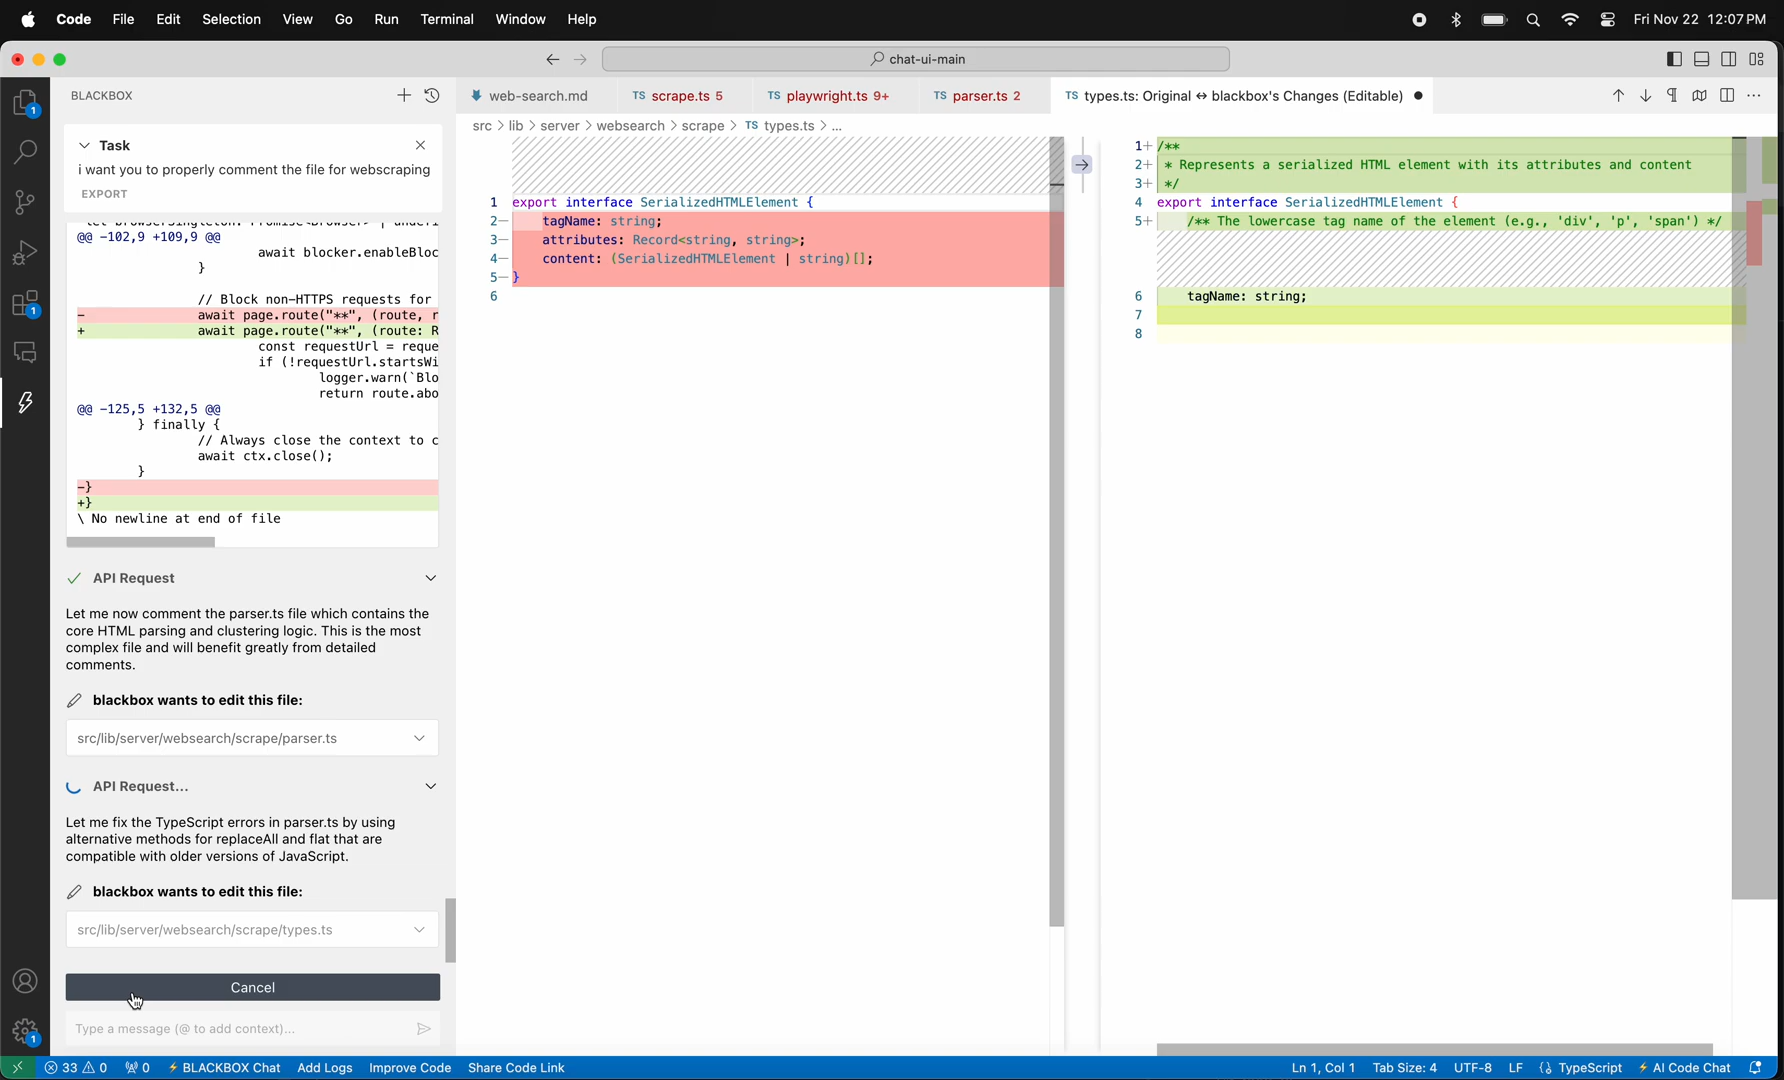 Code File Edit Selection View Go Run Terminal Window Help Fri Nov 22 12:07 PM
chat-ui-main
BLACKBOX
web-search.md TS scrape.ts 5 TS playwright.ts 9+ TS parser.ts 2 TS types.ts: Original ↔ blackbox's Changes (Editable) ●
src > lib > server > websearch > scrape > TS types.ts > ...
Task
i want you to properly comment the file for webscraping
EXPORT
@@ -102,9 +109,9 @@
await blocker.enableBloc
}
// Block non-HTTPS requests for
- await page.route("**", (route, r
+ await page.route("**", (route: R
const requestUrl = reque
if (!requestUrl.startsWi
logger.warn(`Blo
return route.abo
@@ -125,5 +132,5 @@
} finally {
// Always close the context to c
await ctx.close();
}
-}
+}
\ No newline at end of file
API Request
Let me now comment the parser.ts file which contains the
core HTML parsing and clustering logic. This is the most
complex file and will benefit greatly from detailed
comments.
blackbox wants to edit this file:
src/lib/server/websearch/scrape/parser.ts
API Request...
Let me fix the TypeScript errors in parser.ts by using
alternative methods for replaceAll and flat that are
compatible with older versions of JavaScript.
blackbox wants to edit this file:
src/lib/server/websearch/scrape/types.ts
Cancel
Type a message (@ to add context)...
1 export interface SerializedHTMLElement {
2− tagName: string;
3− attributes: Record<string, string>;
4− content: (SerializedHTMLElement | string)[];
5− }
6
1+ /**
2+ * Represents a serialized HTML element with its attributes and content
3+ */
4 export interface SerializedHTMLElement {
5+ /** The lowercase tag name of the element (e.g., 'div', 'p', 'span') */
6 tagName: string;
7
8
1
1
1
33 0 0 BLACKBOX Chat Add Logs Improve Code Share Code Link Ln 1, Col 1 Tab Size: 4 UTF-8 LF {} TypeScript AI Code Chat